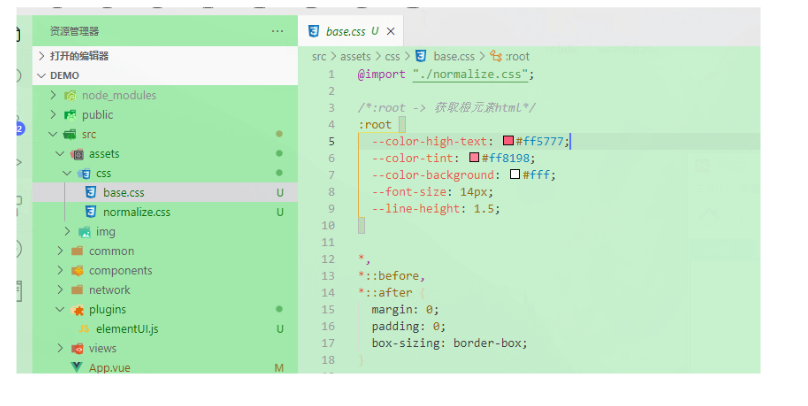 资源管理器 ...
打开的编辑器
DEMO
node_modules
public
src
assets
css
base.css U
normalize.css U
img
common
components
network
plugins
elementUI.js U
views
App.vue M
2
base.css U ×
src > assets > css > base.css > :root
1 @import "./normalize.css";
2
3 /*:root -> 获取根元素html*/
4 :root {
5 --color-high-text: #ff5777;
6 --color-tint: #ff8198;
7 --color-background: #fff;
8 --font-size: 14px;
9 --line-height: 1.5;
10 }
11
12 *,
13 *::before,
14 *::after {
15 margin: 0;
16 padding: 0;
17 box-sizing: border-box;
18 }